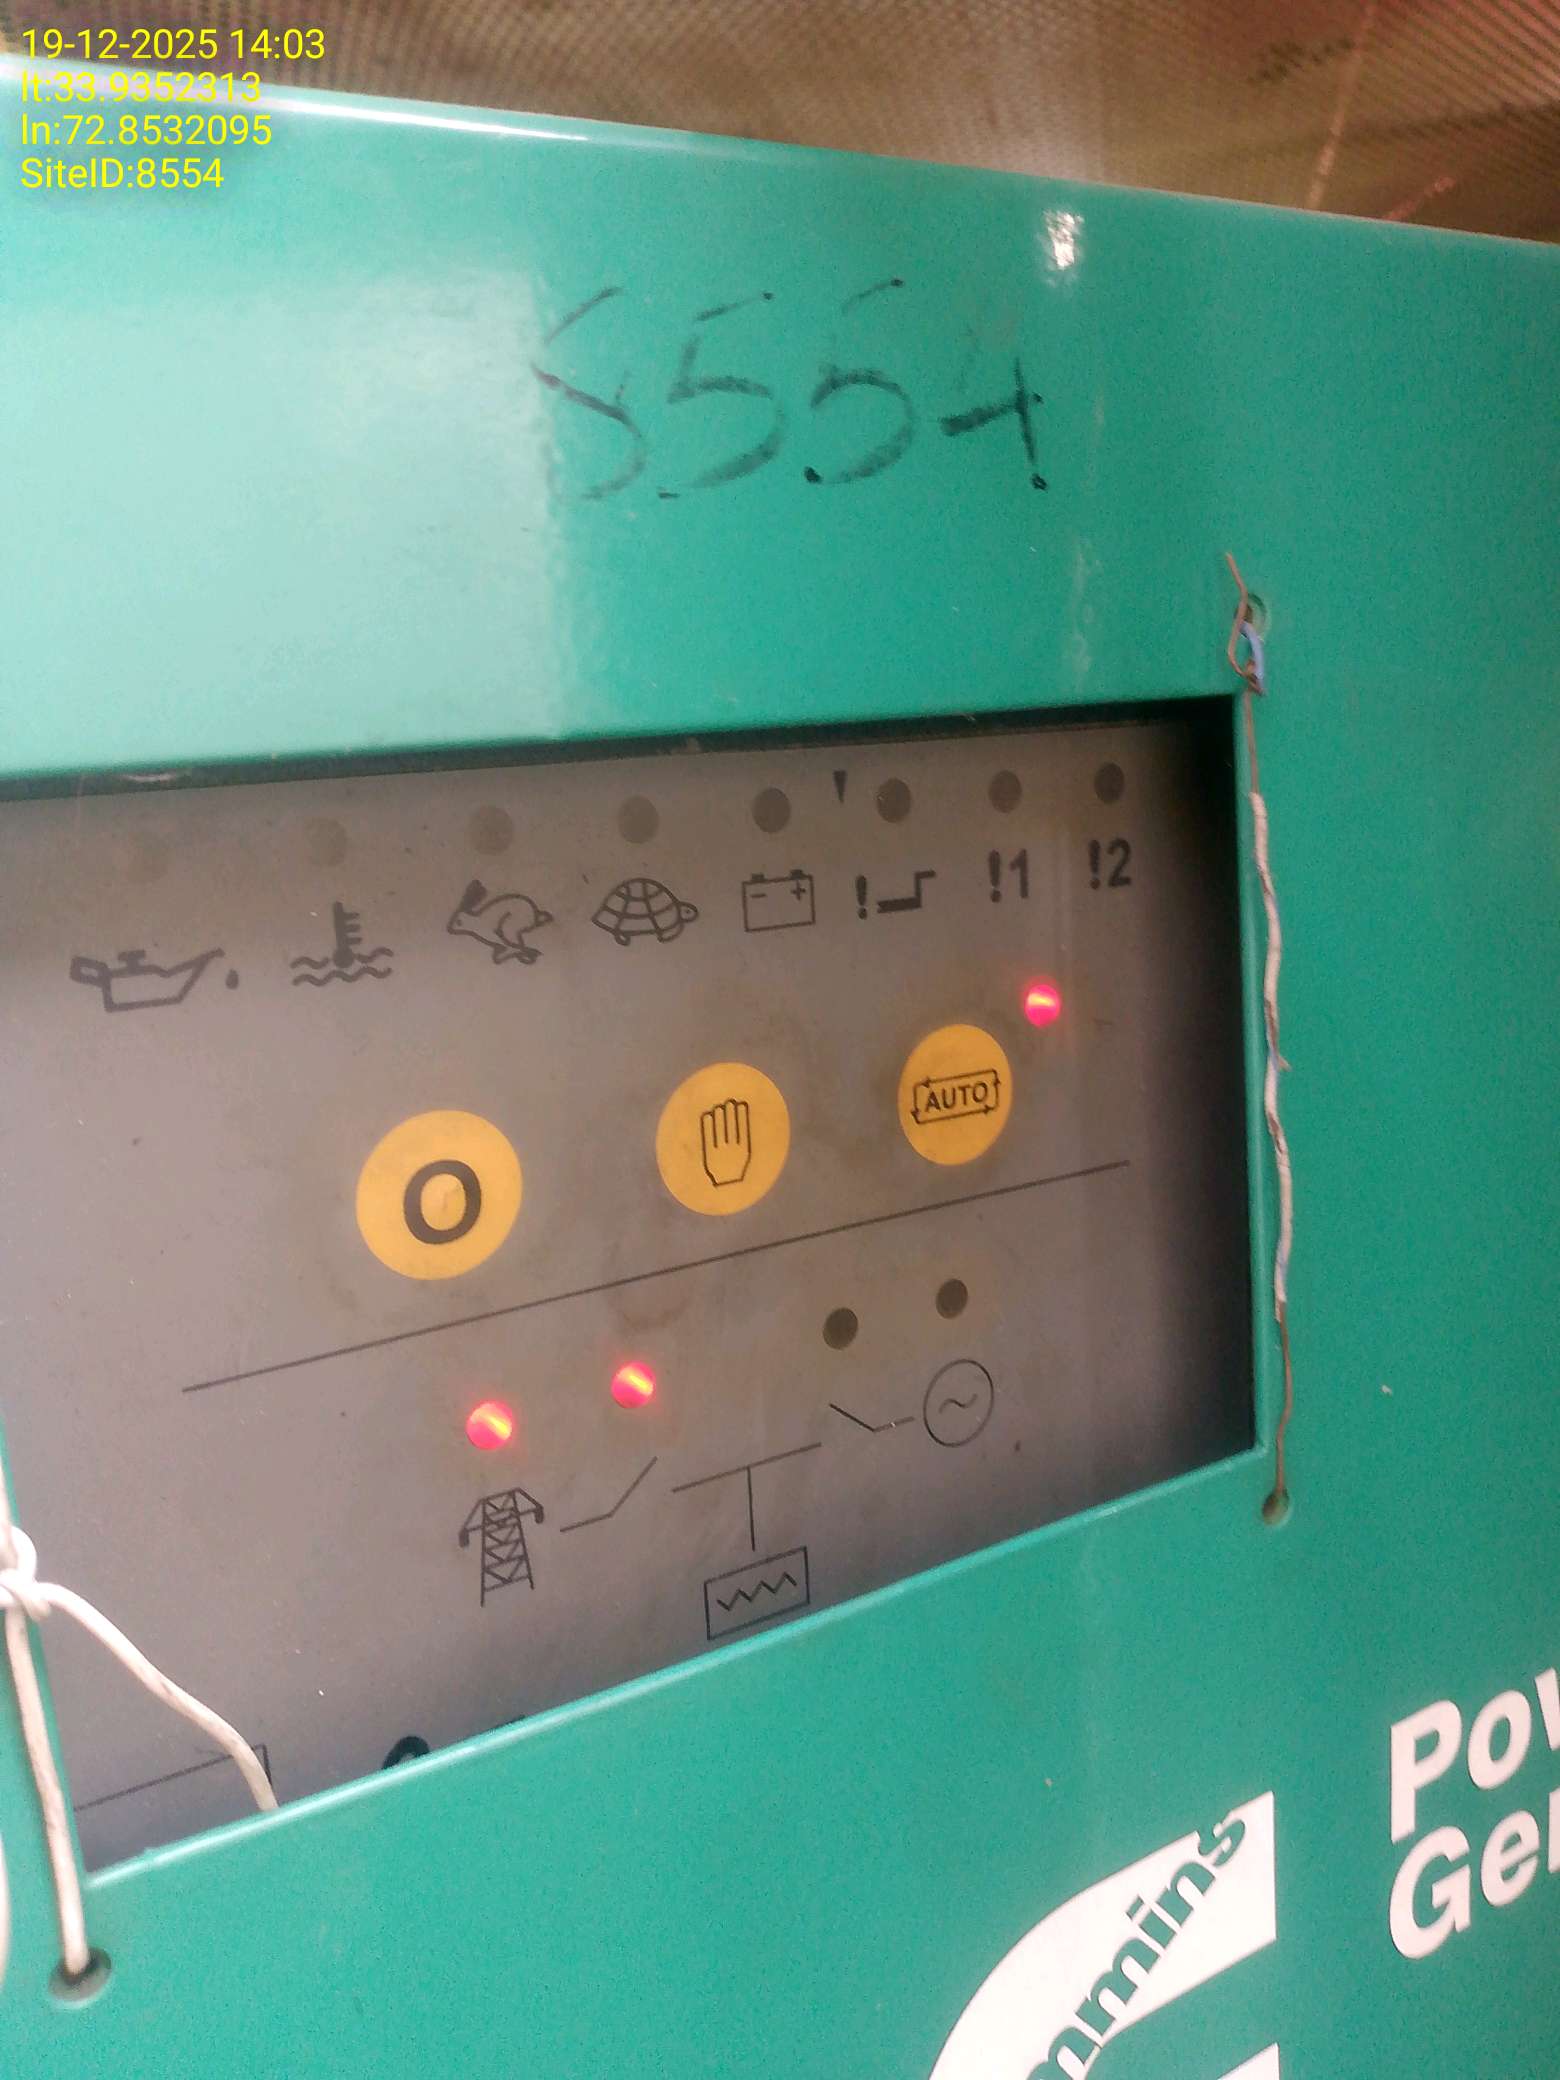 19-12-2025 14:03
lt:33.9352313
ln:72.8532095
SiteID:8554
8554
!
!1
!2
O
AUTO
Pow
Gen
mmins